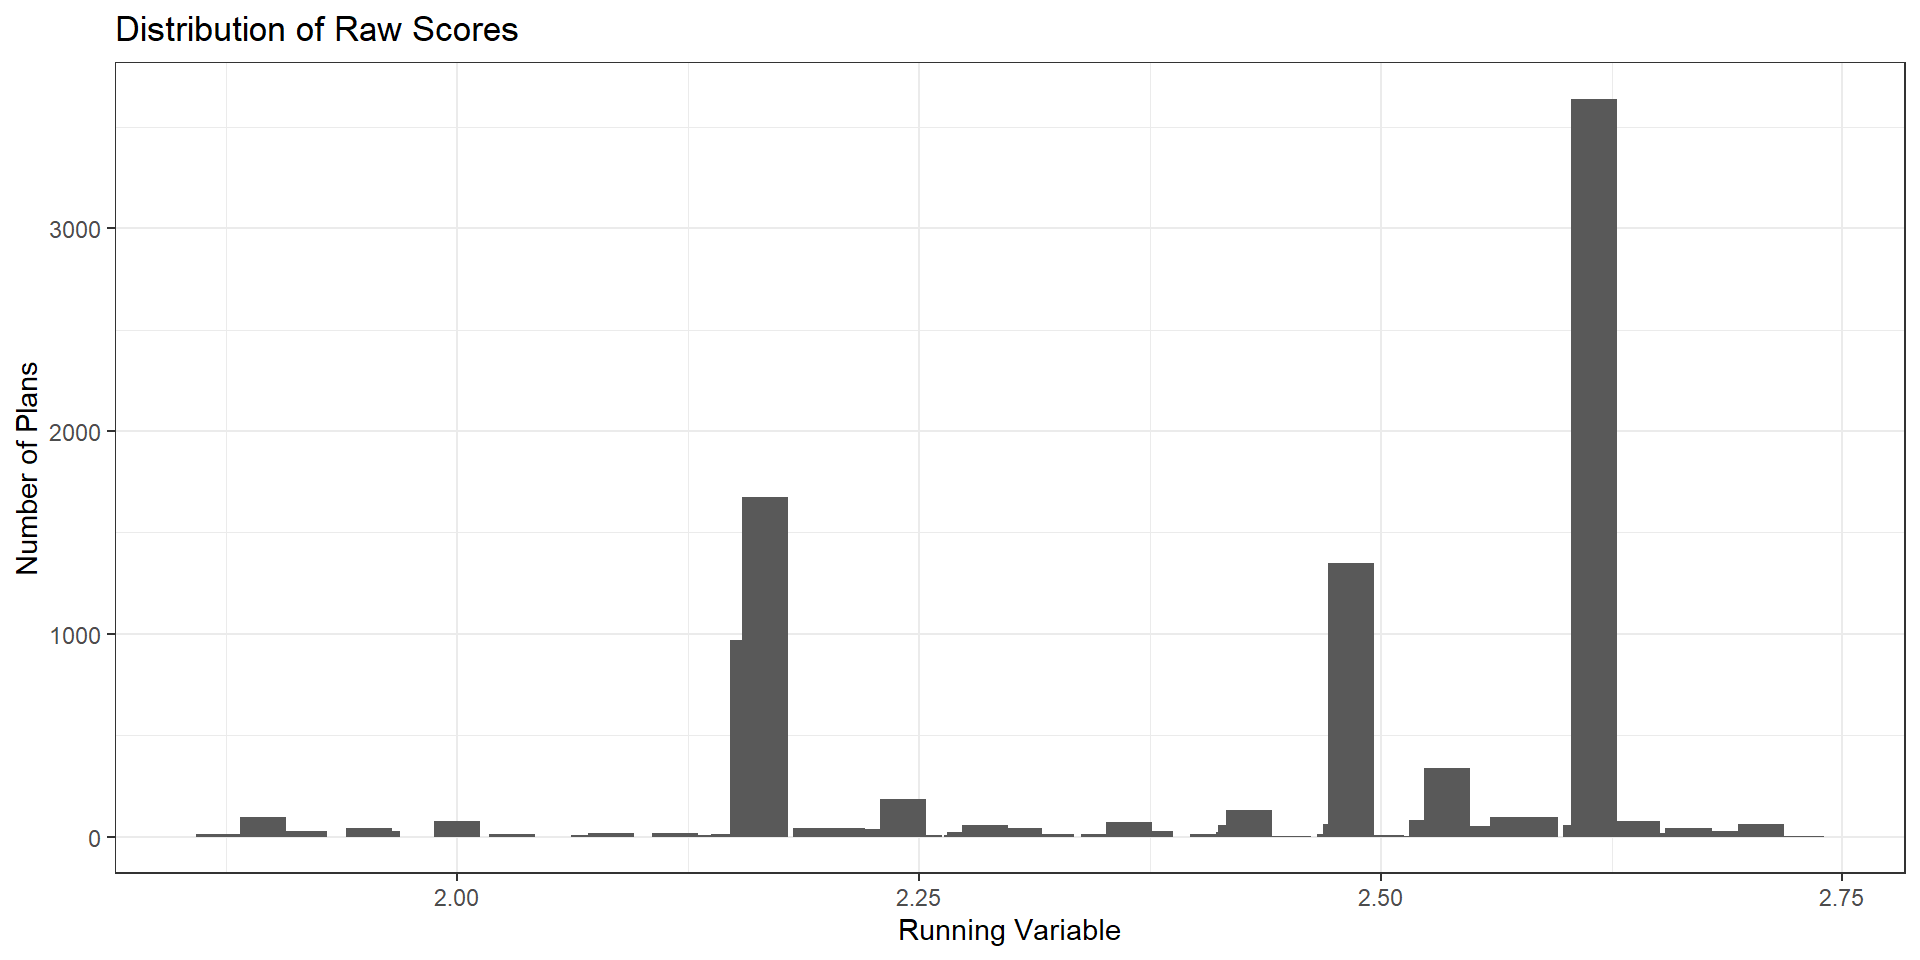 Distribution of Raw Scores
Number of Plans
3000
2000
1000
0
2.00 2.25 2.50 2.75
Running Variable